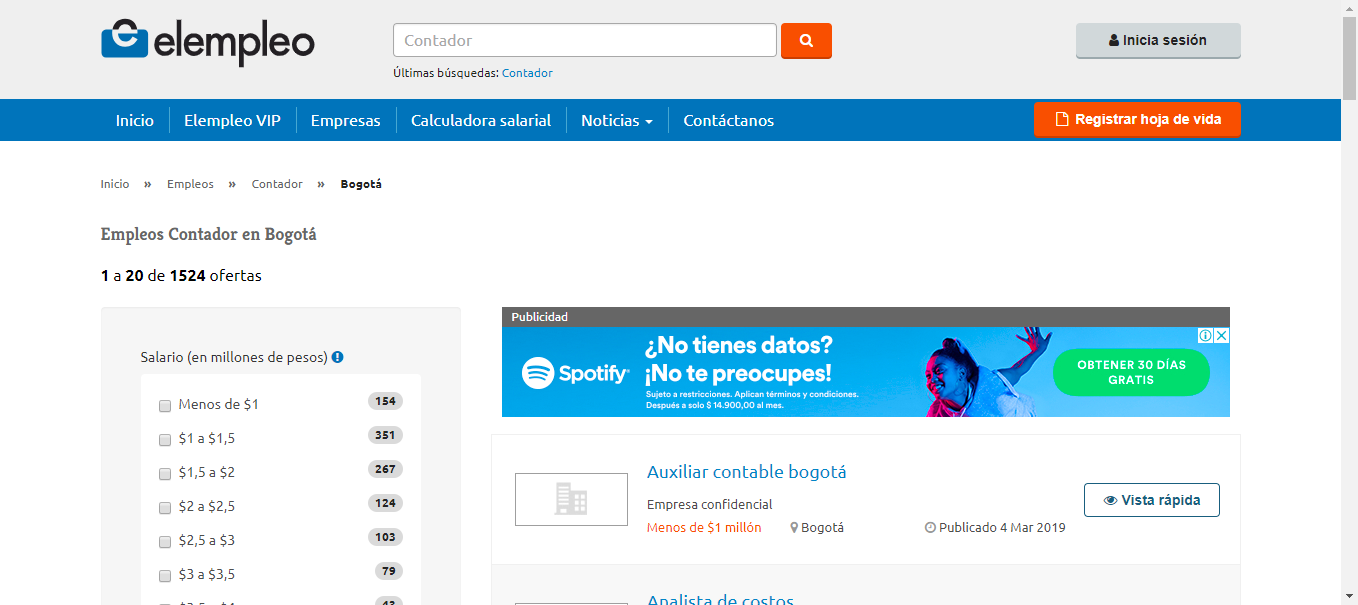 elempleo
Contador
Últimas búsquedas: Contador
Inicia sesión
Inicio
Elempleo VIP
Empresas
Calculadora salarial
Noticias
Contáctanos
Registrar hoja de vida
Inicio » Empleos » Contador » Bogotá
Empleos Contador en Bogotá
1 a 20 de 1524 ofertas
Salario (en millones de pesos)
Menos de $1 154
$1 a $1,5 351
$1,5 a $2 267
$2 a $2,5 124
$2,5 a $3 103
$3 a $3,5 79
Publicidad
Spotify
¿No tienes datos?
¡No te preocupes!
Sujeto a restricciones. Aplican términos y condiciones.
Después a solo $ 14.900,00 al mes.
OBTENER 30 DÍAS
GRATIS
Auxiliar contable bogotá
Empresa confidencial
Menos de $1 millón
Bogotá
Publicado 4 Mar 2019
Vista rápida
Analista de costos